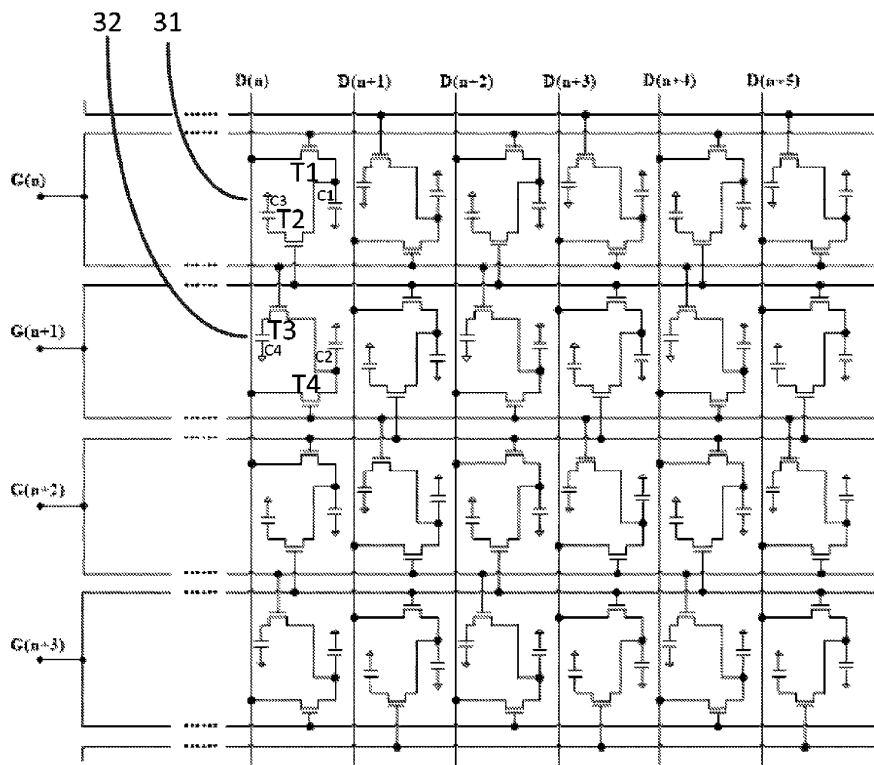 32 31
D(n) D(n+1) D(n+2) D(n+3) D(n+4) D(n+5)
T1
G(n)
C3 C1
T2
G(n+1)
T3
C4 C2
T4
G(n+2)
G(n+3)